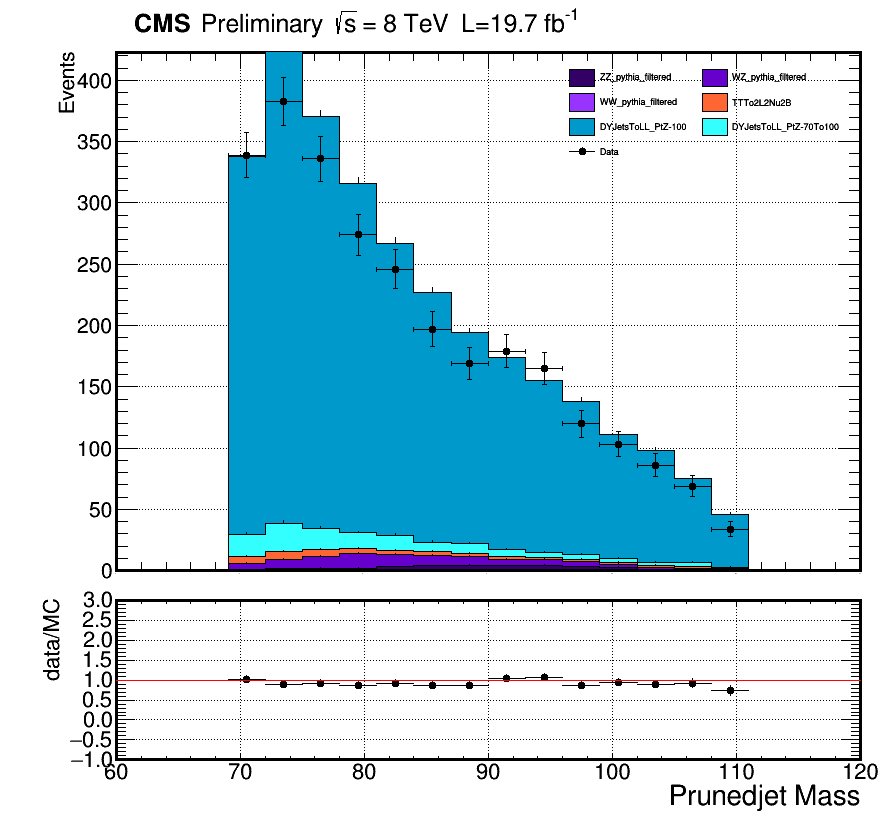 CMS Preliminary √s = 8 TeV L=19.7 fb-1
Events
400
350
300
250
200
150
100
50
0
ZZ_pythia_filtered
WZ_pythia_filtered
WW_pythia_filtered
TTTo2L2Nu2B
DYJetsToLL_PtZ-100
DYJetsToLL_PtZ-70To100
Data
data/MC
3.0
2.5
2.0
1.5
1.0
0.5
0.0
−0.5
−1.0
60 70 80 90 100 110 120
Prunedjet Mass